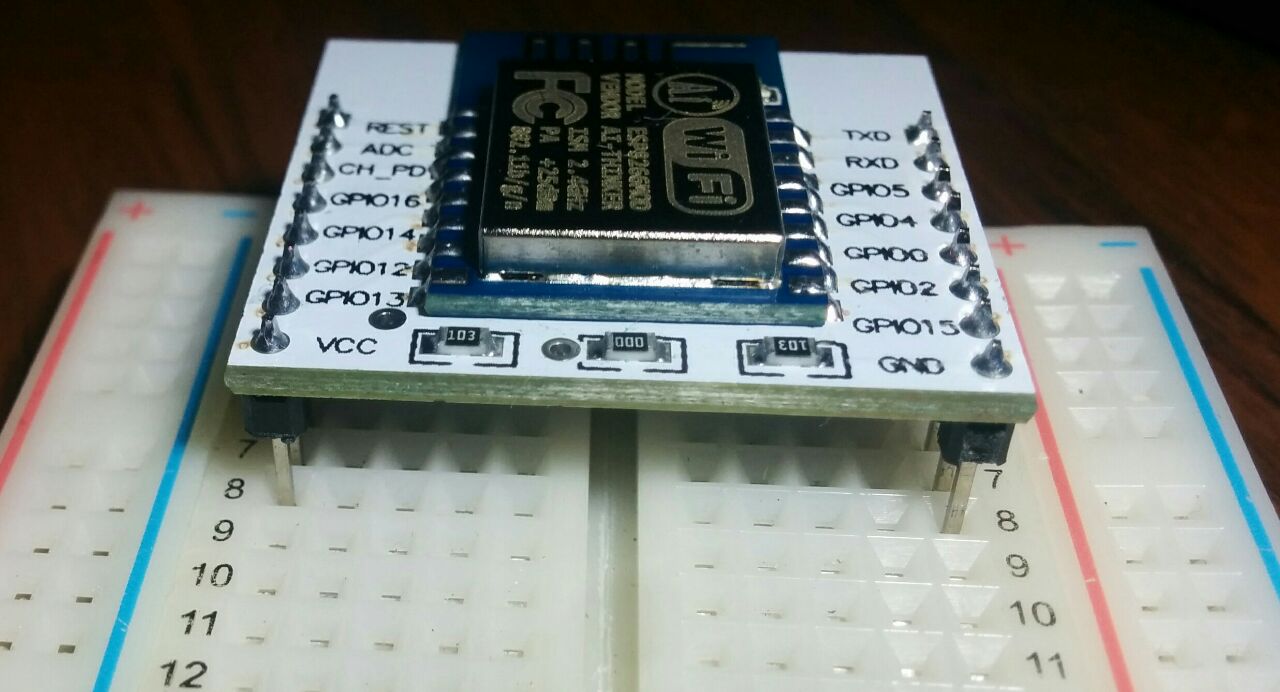 REST
ADC
CH_PD
GPIO16
GPIO14
GPIO12
GPIO13
VCC
Ai
WiFi
MODEL ESP8266MOD
VENDOR AI-THINKER
ISM 2.4GHz
PA +25dBm
802.11b/g/n
FC
TXD
RXD
GPIO5
GPIO4
GPIO0
GPIO2
GPIO15
GND
103
000
103
+ -
+ -
7
8
9
10
11
12
7
8
9
10
11